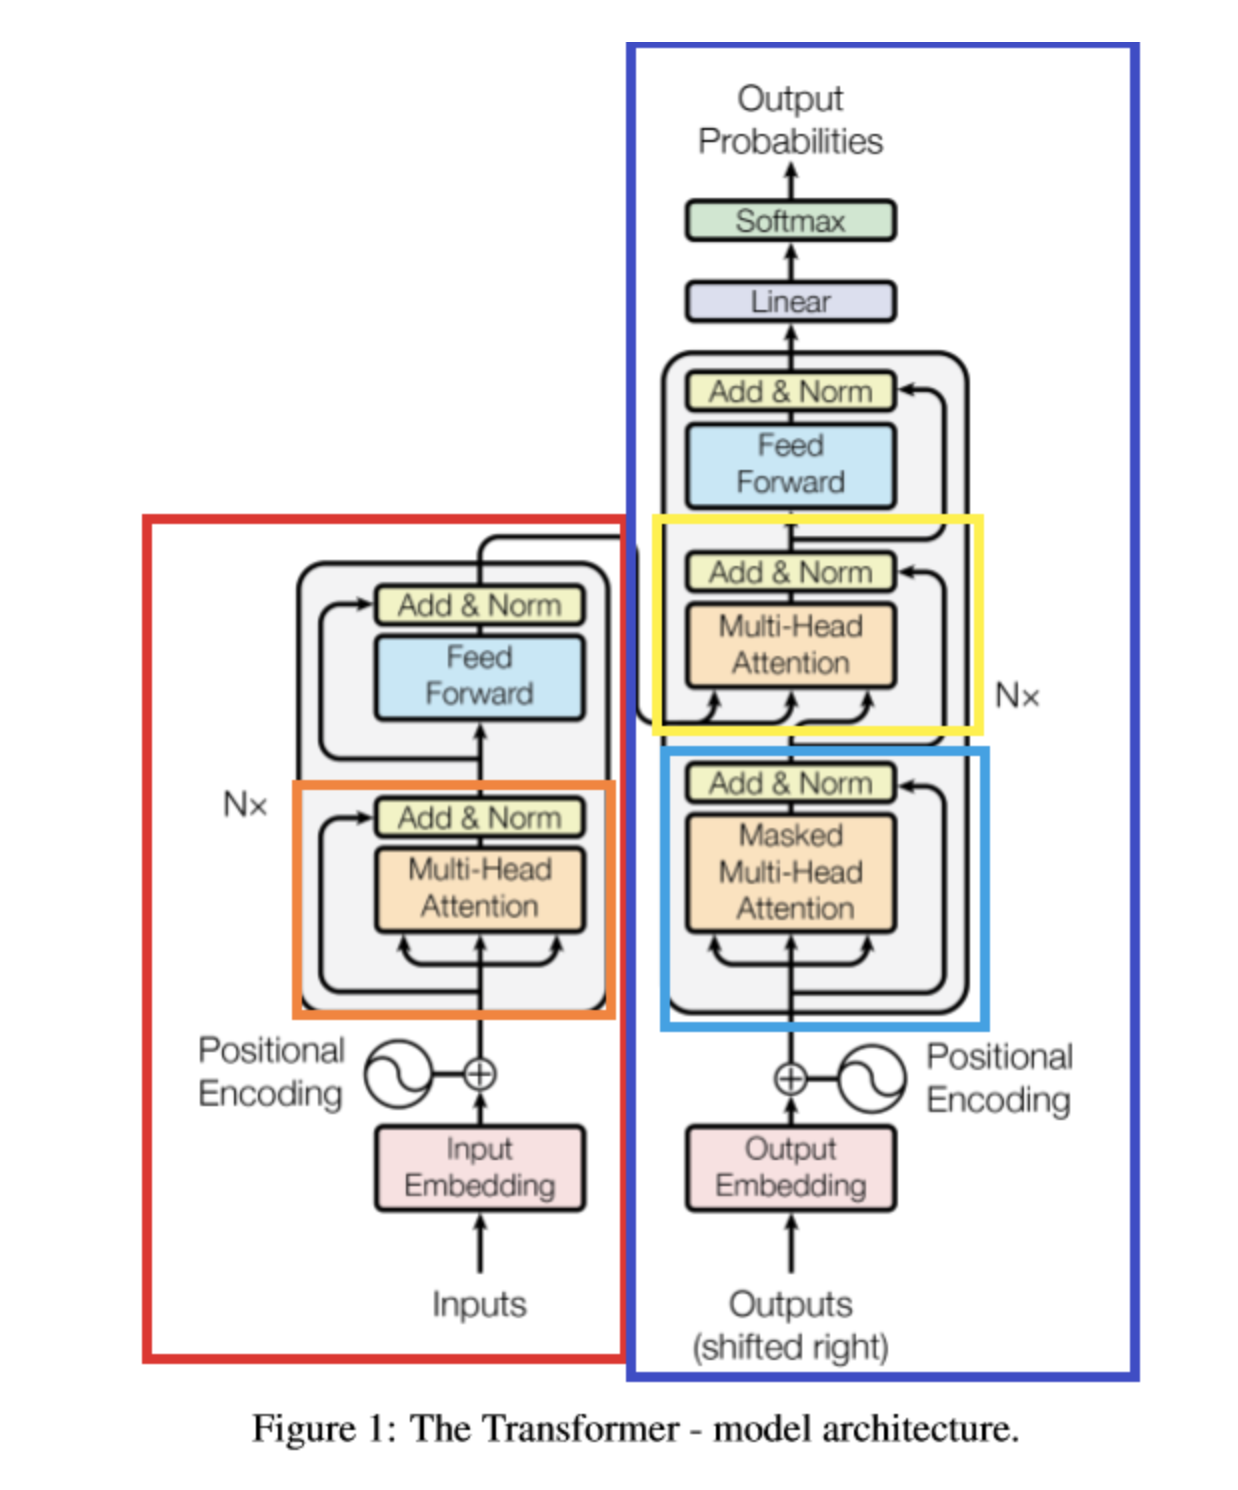 Output
Probabilities
Softmax
Linear
Add & Norm
Feed
Forward
Add & Norm
Multi-Head
Attention
Nx
Add & Norm
Masked
Multi-Head
Attention
Positional
Encoding
Output
Embedding
Outputs
(shifted right)
Add & Norm
Feed
Forward
Nx
Add & Norm
Multi-Head
Attention
Positional
Encoding
Input
Embedding
Inputs
Figure 1: The Transformer - model architecture.